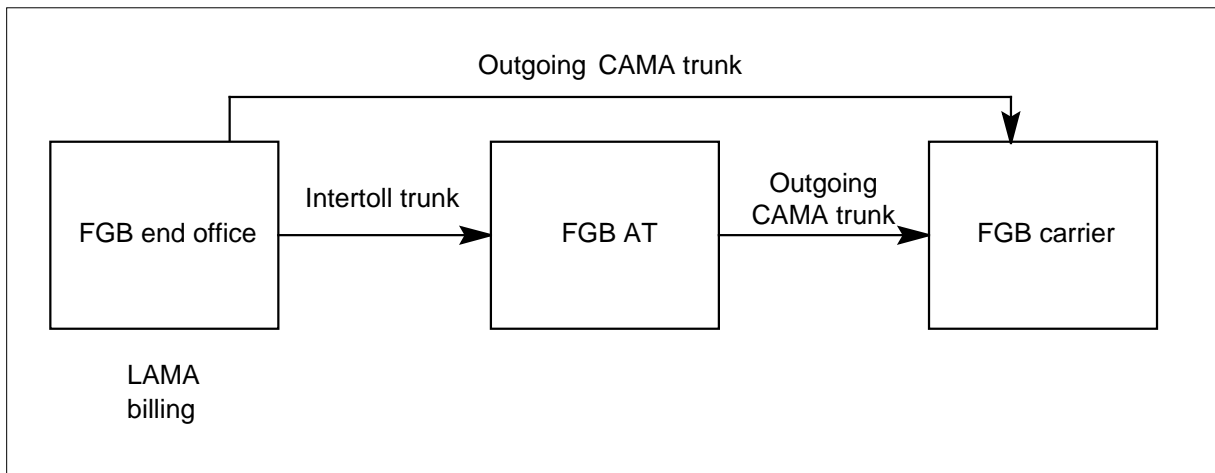 Outgoing CAMA trunk
FGB end office
Intertoll trunk
FGB AT
Outgoing
CAMA trunk
FGB carrier
LAMA
billing